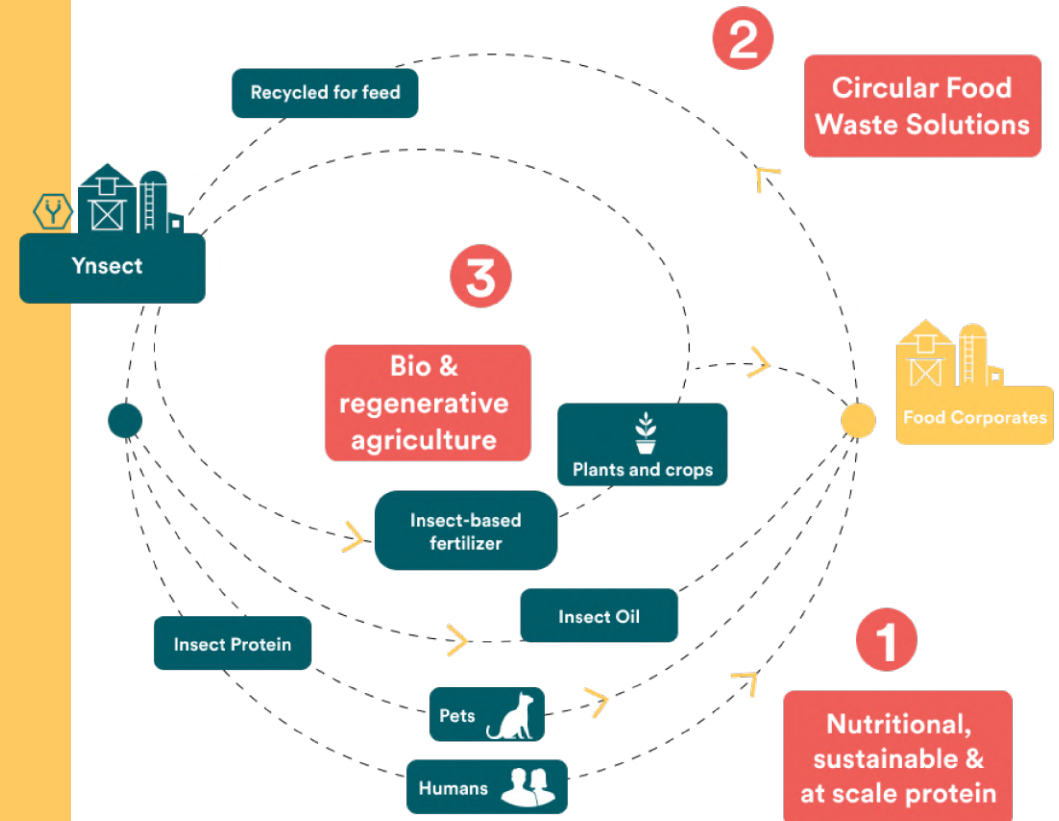 2
Circular Food
Waste Solutions
Recycled for feed
Ynsect
3
Bio &
regenerative
agriculture
Food Corporates
Plants and crops
Insect-based
fertilizer
Insect Oil
Insect Protein
1
Pets
Nutritional,
sustainable &
at scale protein
Humans